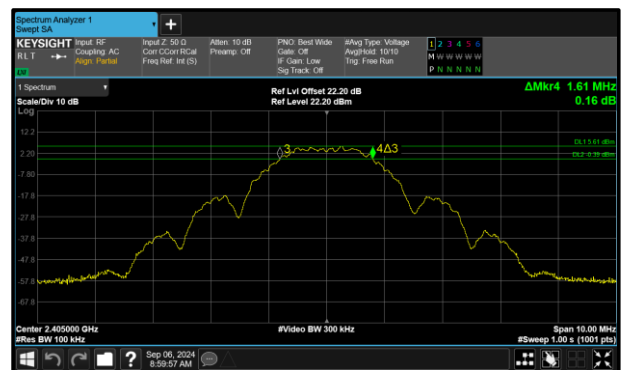 Spectrum Analyzer 1
Swept SA
+
KEYSIGHT
RLT
LW
Input: RF
Coupling: AC
Align: Partial
Input Z: 50 Ω
Corr CCorr RCal
Freq Ref: Int (S)
Atten: 10 dB
Preamp: Off
PNO: Best Wide
Gate: Off
IF Gain: Low
Sig Track: Off
#Avg Type: Voltage
Avg|Hold: 10/10
Trig: Free Run
1 2 3 4 5 6
M W W W W W
P N N N N N
1 Spectrum
Scale/Div 10 dB
Ref Lvl Offset 22.20 dB
Ref Level 22.20 dBm
ΔMkr4 1.61 MHz
0.16 dB
Log
12.2
2.20
-7.80
-17.8
-27.8
-37.8
-47.8
-57.8
-67.8
3
4Δ3
DL1 5.61 dBm
DL2 -0.39 dBm
Center 2.405000 GHz
#Res BW 100 kHz
#Video BW 300 kHz
Span 10.00 MHz
#Sweep 1.00 s (1001 pts)
?
Sep 06, 2024
8:59:57 AM